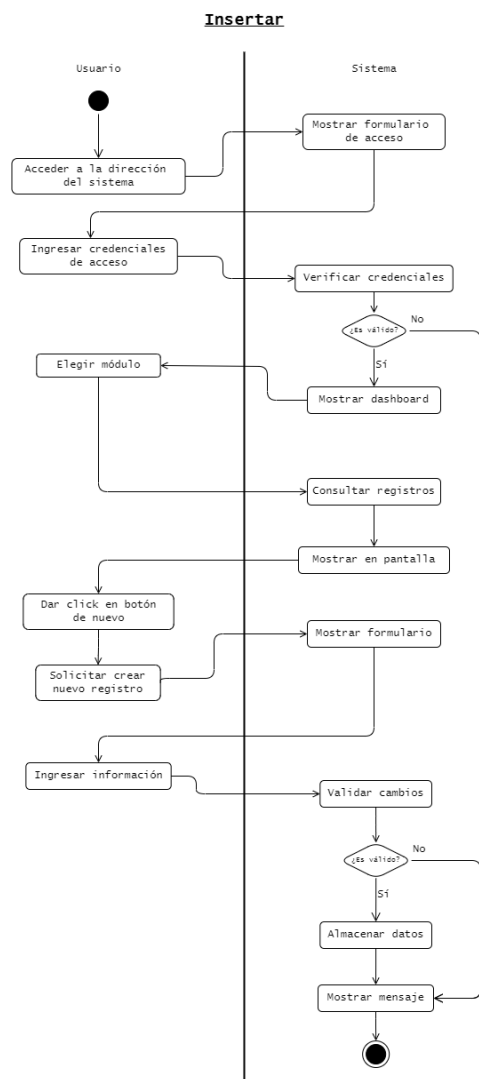 Insertar
Usuario
Sistema
Mostrar formulario
de acceso
Acceder a la dirección
del sistema
Ingresar credenciales
de acceso
Verificar credenciales
¿Es válido?
No
Sí
Elegir módulo
Mostrar dashboard
Consultar registros
Mostrar en pantalla
Dar click en botón
de nuevo
Solicitar crear
nuevo registro
Mostrar formulario
Ingresar información
Validar cambios
¿Es válido?
No
Sí
Almacenar datos
Mostrar mensaje